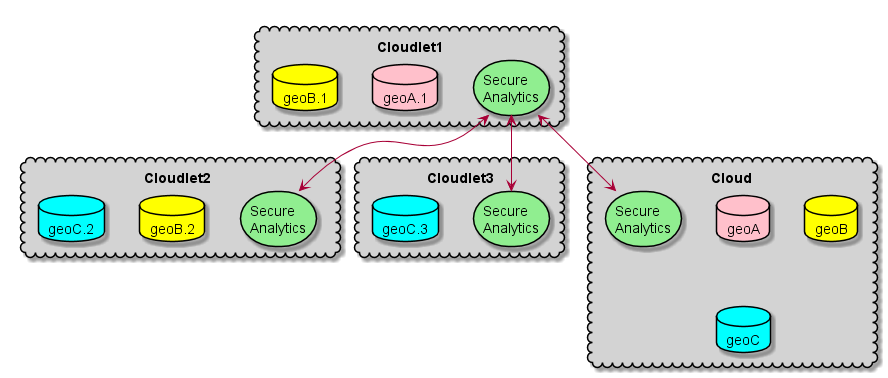 Cloudlet1
geoB.1
geoA.1
Secure
Analytics
Cloudlet2
geoC.2
geoB.2
Secure
Analytics
Cloudlet3
geoC.3
Secure
Analytics
Cloud
Secure
Analytics
geoA
geoB
geoC